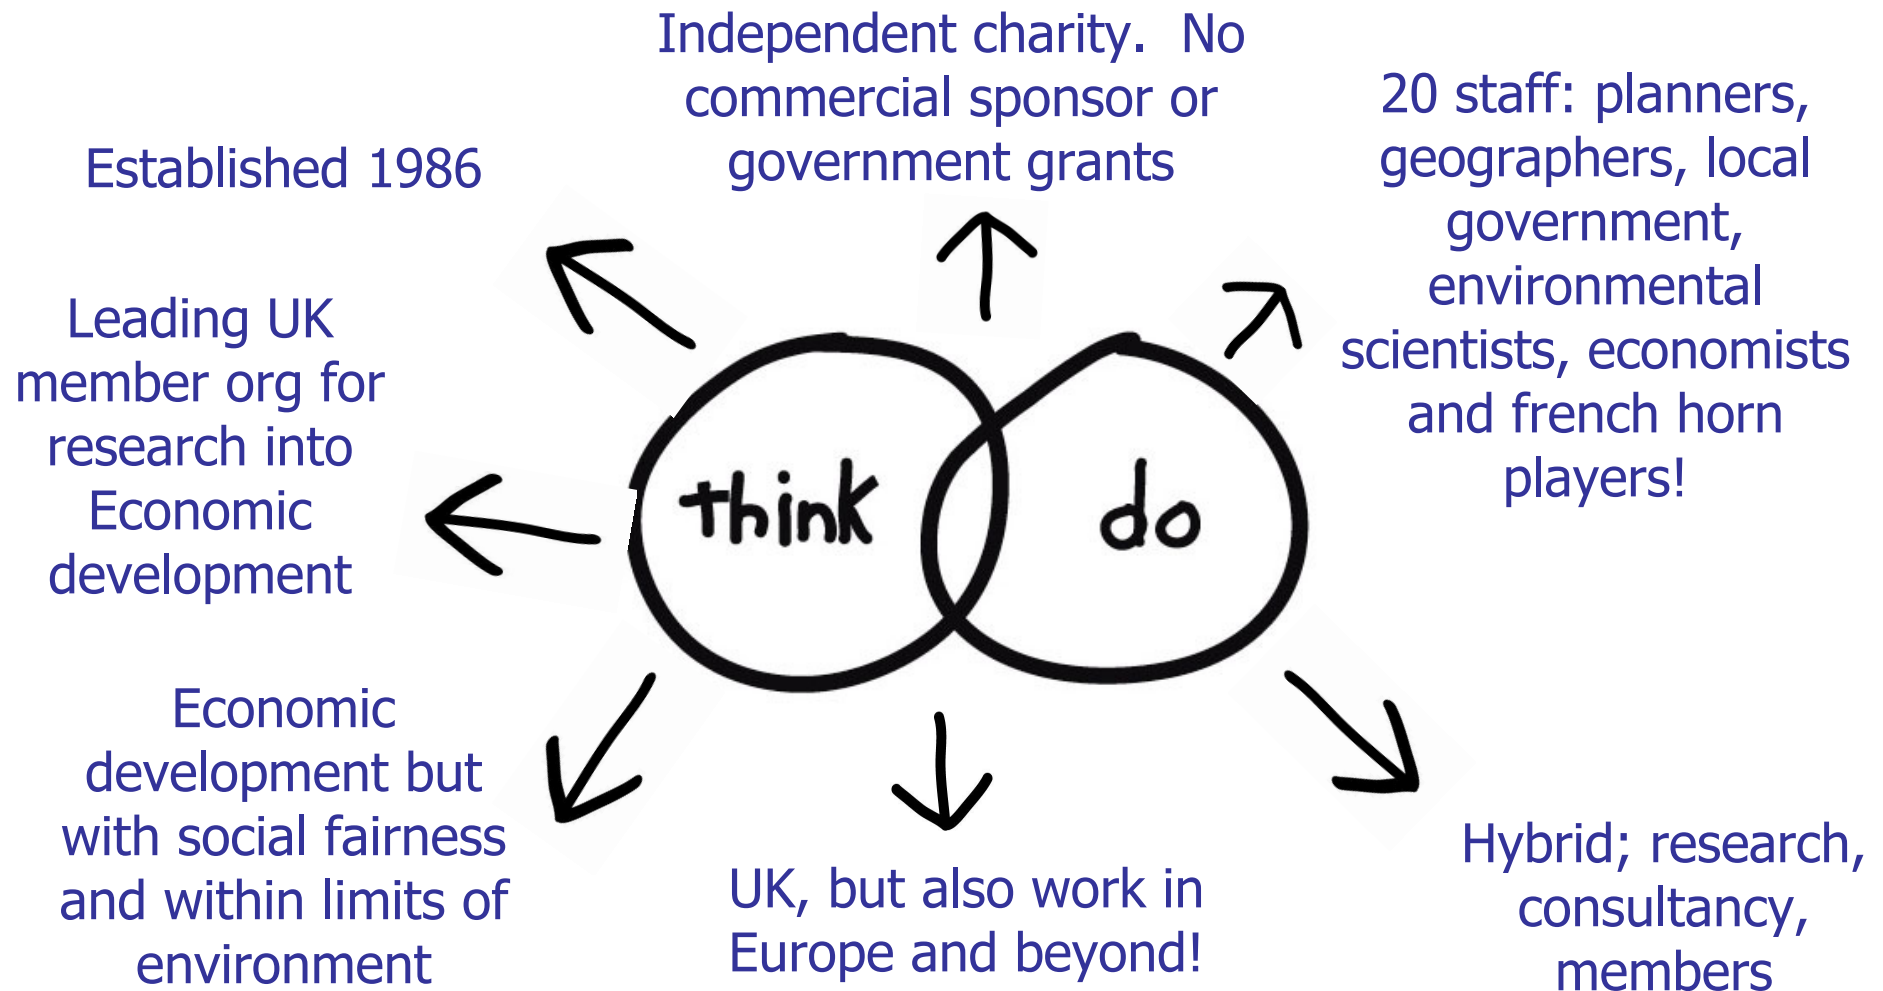 Independent charity.  No
commercial sponsor or
government grants
20 staff: planners,
geographers, local
government,
environmental
scientists, economists
and french horn
players!
Established 1986
Leading UK
member org for
research into
Economic
development
think
do
Economic
development but
with social fairness
and within limits of
environment
UK, but also work in
Europe and beyond!
Hybrid; research,
consultancy,
members